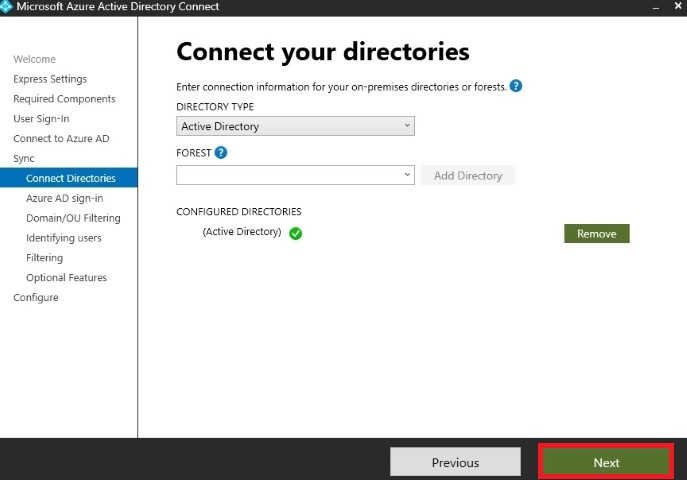 Microsoft Azure Active Directory Connect
Welcome
Express Settings
Required Components
User Sign-In
Connect to Azure AD
Sync
Connect Directories
Azure AD sign-in
Domain/OU Filtering
Identifying users
Filtering
Optional Features
Configure
Connect your directories
Enter connection information for your on-premises directories or forests. ?
DIRECTORY TYPE
Active Directory
FOREST ?
Add Directory
CONFIGURED DIRECTORIES
(Active Directory)
Remove
Previous
Next